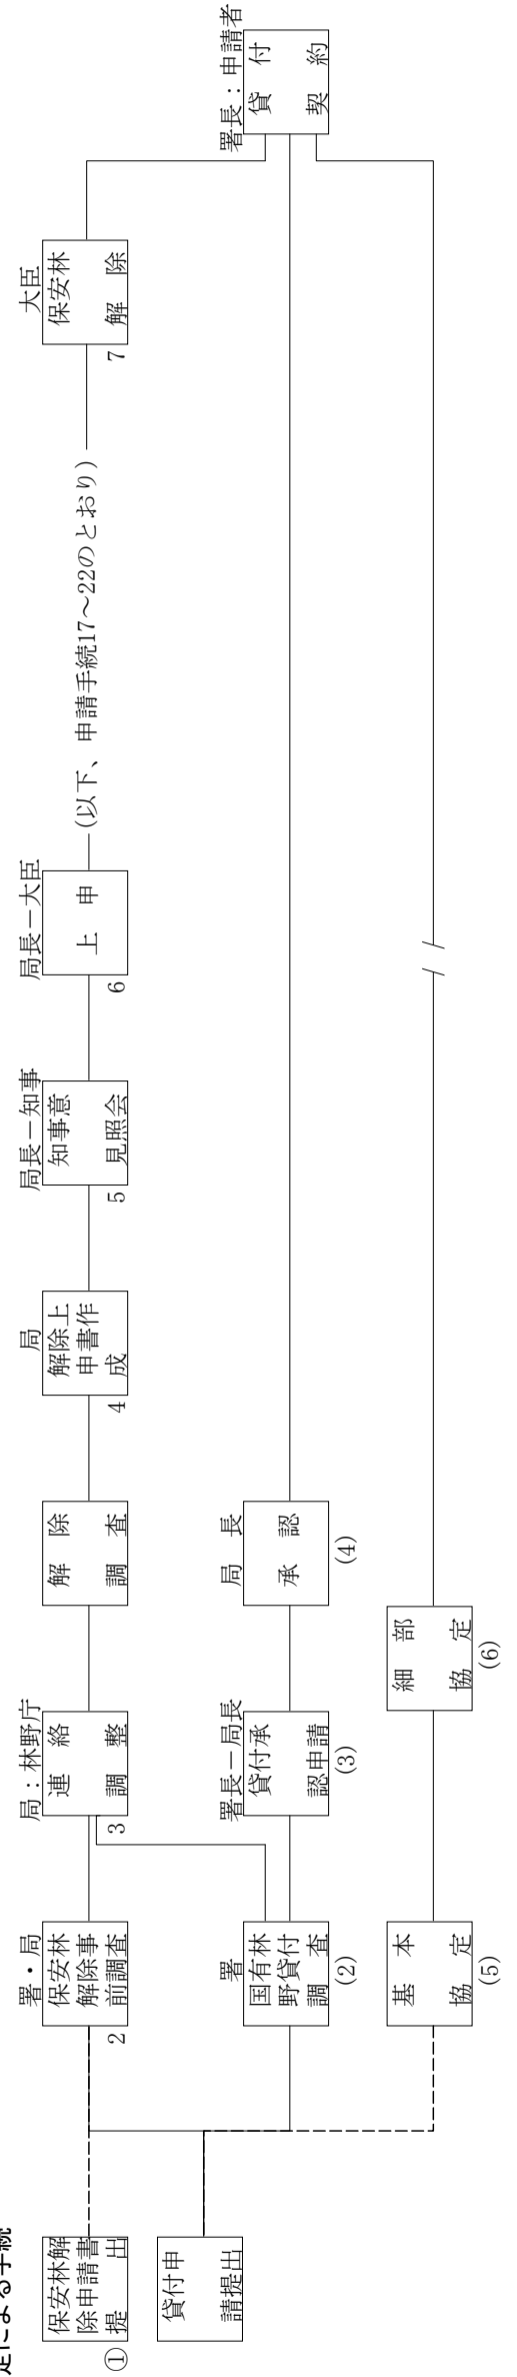 定による手続
保安林解
除申請書
提 出
①
貸付申
請提出
署・局
保安林
解除事
前調査
2
局：林野庁
連 絡
調 整
3
解 除
調 査
局
解除上
申書作
成
4
局長－知事
知事意
見照会
5
局長－大臣
上 申
6
(以下、申請手続17～22のとおり)
大臣
保安林
解 除
7
署
国有林
野貸付
調 査
(2)
署長－局長
貸付承
認申請
(3)
局 長
承 認
(4)
署長：申請者
貸 付
契 約
基 本
協 定
(5)
細 部
協 定
(6)